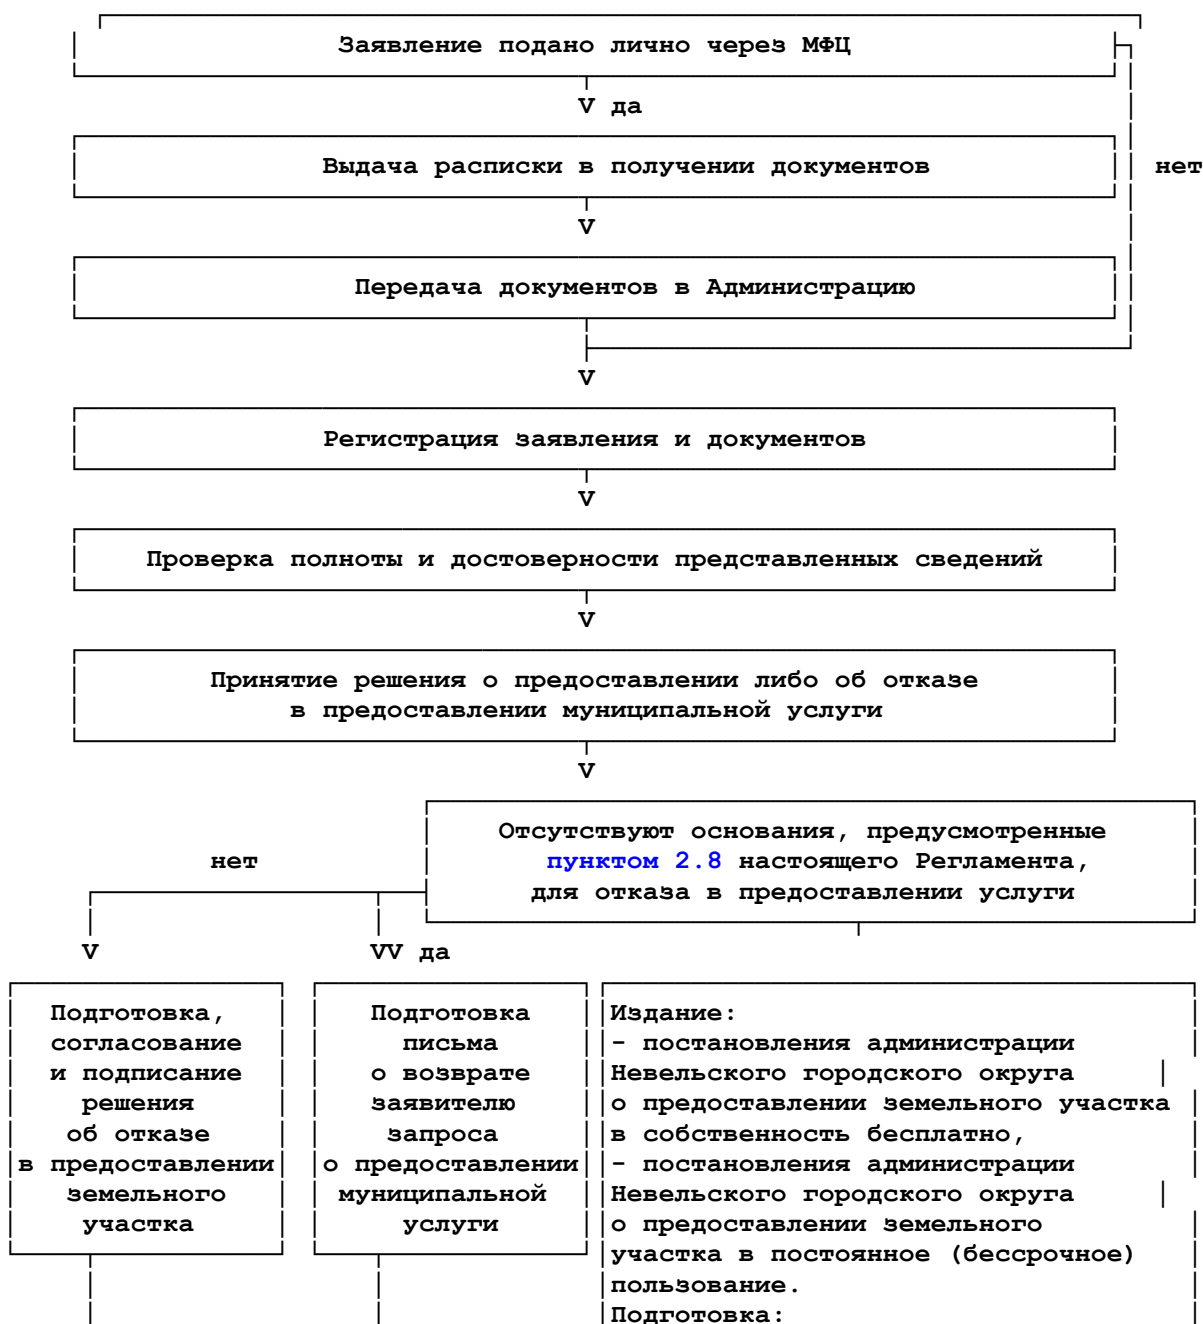 Заявление подано лично через МФЦ
V да
Выдача расписки в получении документов
нет
V
Передача документов в Администрацию
V
Регистрация заявления и документов
V
Проверка полноты и достоверности представленных сведений
V
Принятие решения о предоставлении либо об отказе
в предоставлении муниципальной услуги
V
Отсутствуют основания, предусмотренные
пунктом 2.8 настоящего Регламента,
для отказа в предоставлении услуги
нет
V
VV да
Подготовка,
согласование
и подписание
решения
об отказе
в предоставлении
земельного
участка
Подготовка
письма
о возврате
заявителю
запроса
о предоставлении
муниципальной
услуги
Издание:
- постановления администрации
Невельского городского округа
о предоставлении земельного участка
в собственность бесплатно,
- постановления администрации
Невельского городского округа
о предоставлении земельного
участка в постоянное (бессрочное)
пользование.
Подготовка: